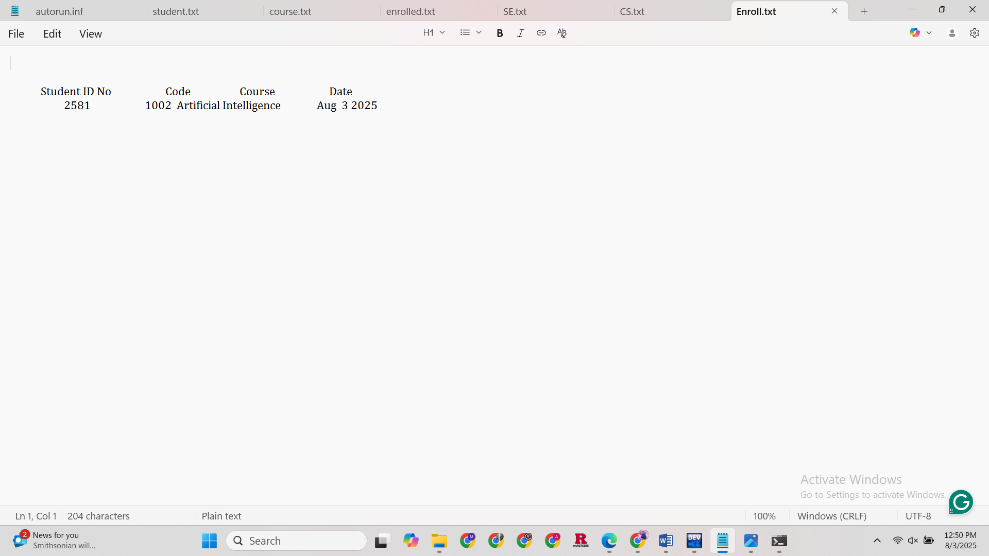 autorun.inf student.txt course.txt enrolled.txt SE.txt CS.txt Enroll.txt
File Edit View H1 B I
Student ID No Code Course Date
2581 1002 Artificial Intelligence Aug 3 2025
Activate Windows
Go to Settings to activate Windows.
Ln 1, Col 1 204 characters Plain text 100% Windows (CRLF) UTF-8
2 News for you
Smithsonian will...
Search
DEV
12:50 PM
8/3/2025